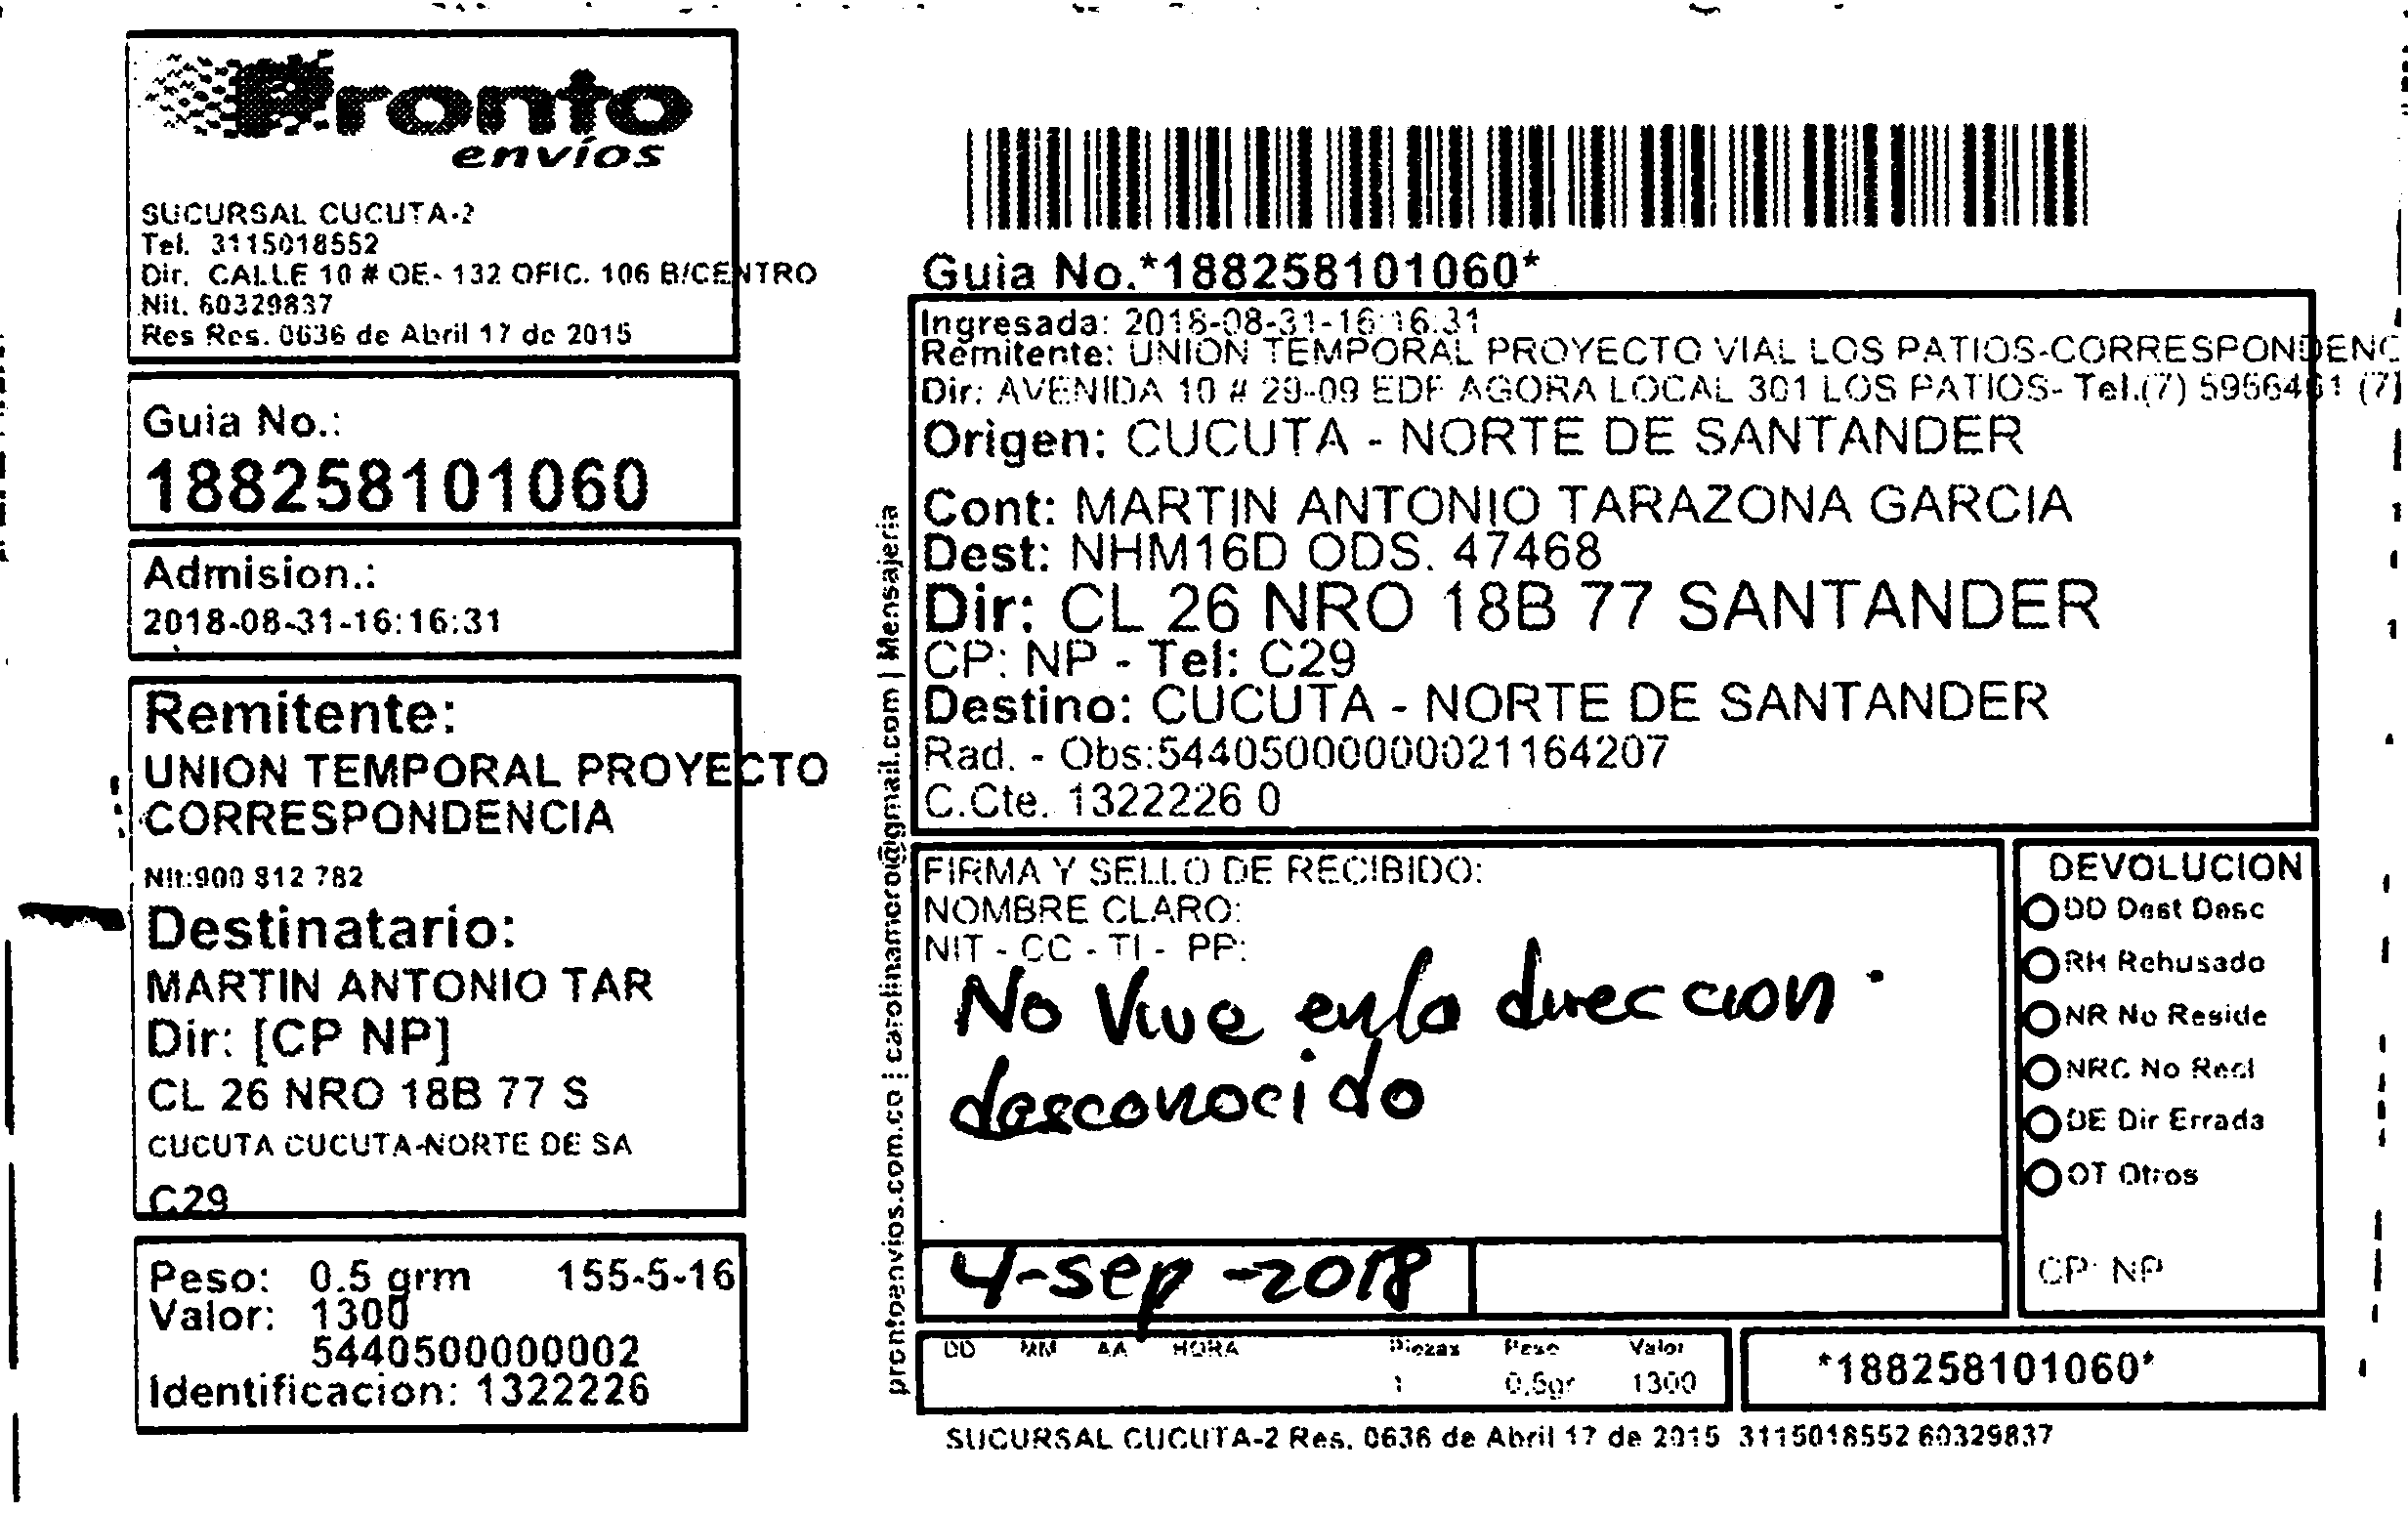 Pronto
envíos
SUCURSAL CUCUTA-2
Tel. 3115018552
Dir. CALLE 10 # OE- 132 OFIC. 106 B/CENTRO
Nit. 60329837
Res Res. 0636 de Abril 17 de 2015
Guia No.:
188258101060
Admision.:
2018-08-31-16:16:31
Remitente:
UNION TEMPORAL PROYECTO
CORRESPONDENCIA
Nit:900 812 782
Destinatario:
MARTIN ANTONIO TAR
Dir: [CP NP]
CL 26 NRO 18B 77 S
CUCUTA CUCUTA-NORTE DE SA
C29
Peso: 0.5 grm 155-5-16
Valor: 1300
5440500000002
Identificacion: 1322226
prontoenvios.com.co | carolinamerol@gmail.com | Mensajeria
Guia No.*188258101060*
Ingresada: 2018-08-31-16:16:31
Remitente: UNION TEMPORAL PROYECTO VIAL LOS PATIOS-CORRESPONDENC
Dir: AVENIDA 10 # 29-09 EDF AGORA LOCAL 301 LOS PATIOS- Tel.(7) 5956461 (7)
Origen: CUCUTA - NORTE DE SANTANDER
Cont: MARTIN ANTONIO TARAZONA GARCIA
Dest: NHM16D ODS. 47468
Dir: CL 26 NRO 18B 77 SANTANDER
CP: NP - Tel: C29
Destino: CUCUTA - NORTE DE SANTANDER
Rad. - Obs:544050000000021164207
C.Cte. 1322226 0
FIRMA Y SELLO DE RECIBIDO:
NOMBRE CLARO:
NIT - CC - TI - PP:
No Vive en la direccion.
desconocido
4-sep-2018
DEVOLUCION
DD Dest Desc
RH Rehusado
NR No Reside
NRC No Recl
DE Dir Errada
OT Otros
CP: NP
DD MM AA HORA Piezas Peso Valor
1 0.5gr 1300
*188258101060*
SUCURSAL CUCUTA-2 Res. 0636 de Abril 17 de 2015 3115018552 60329837